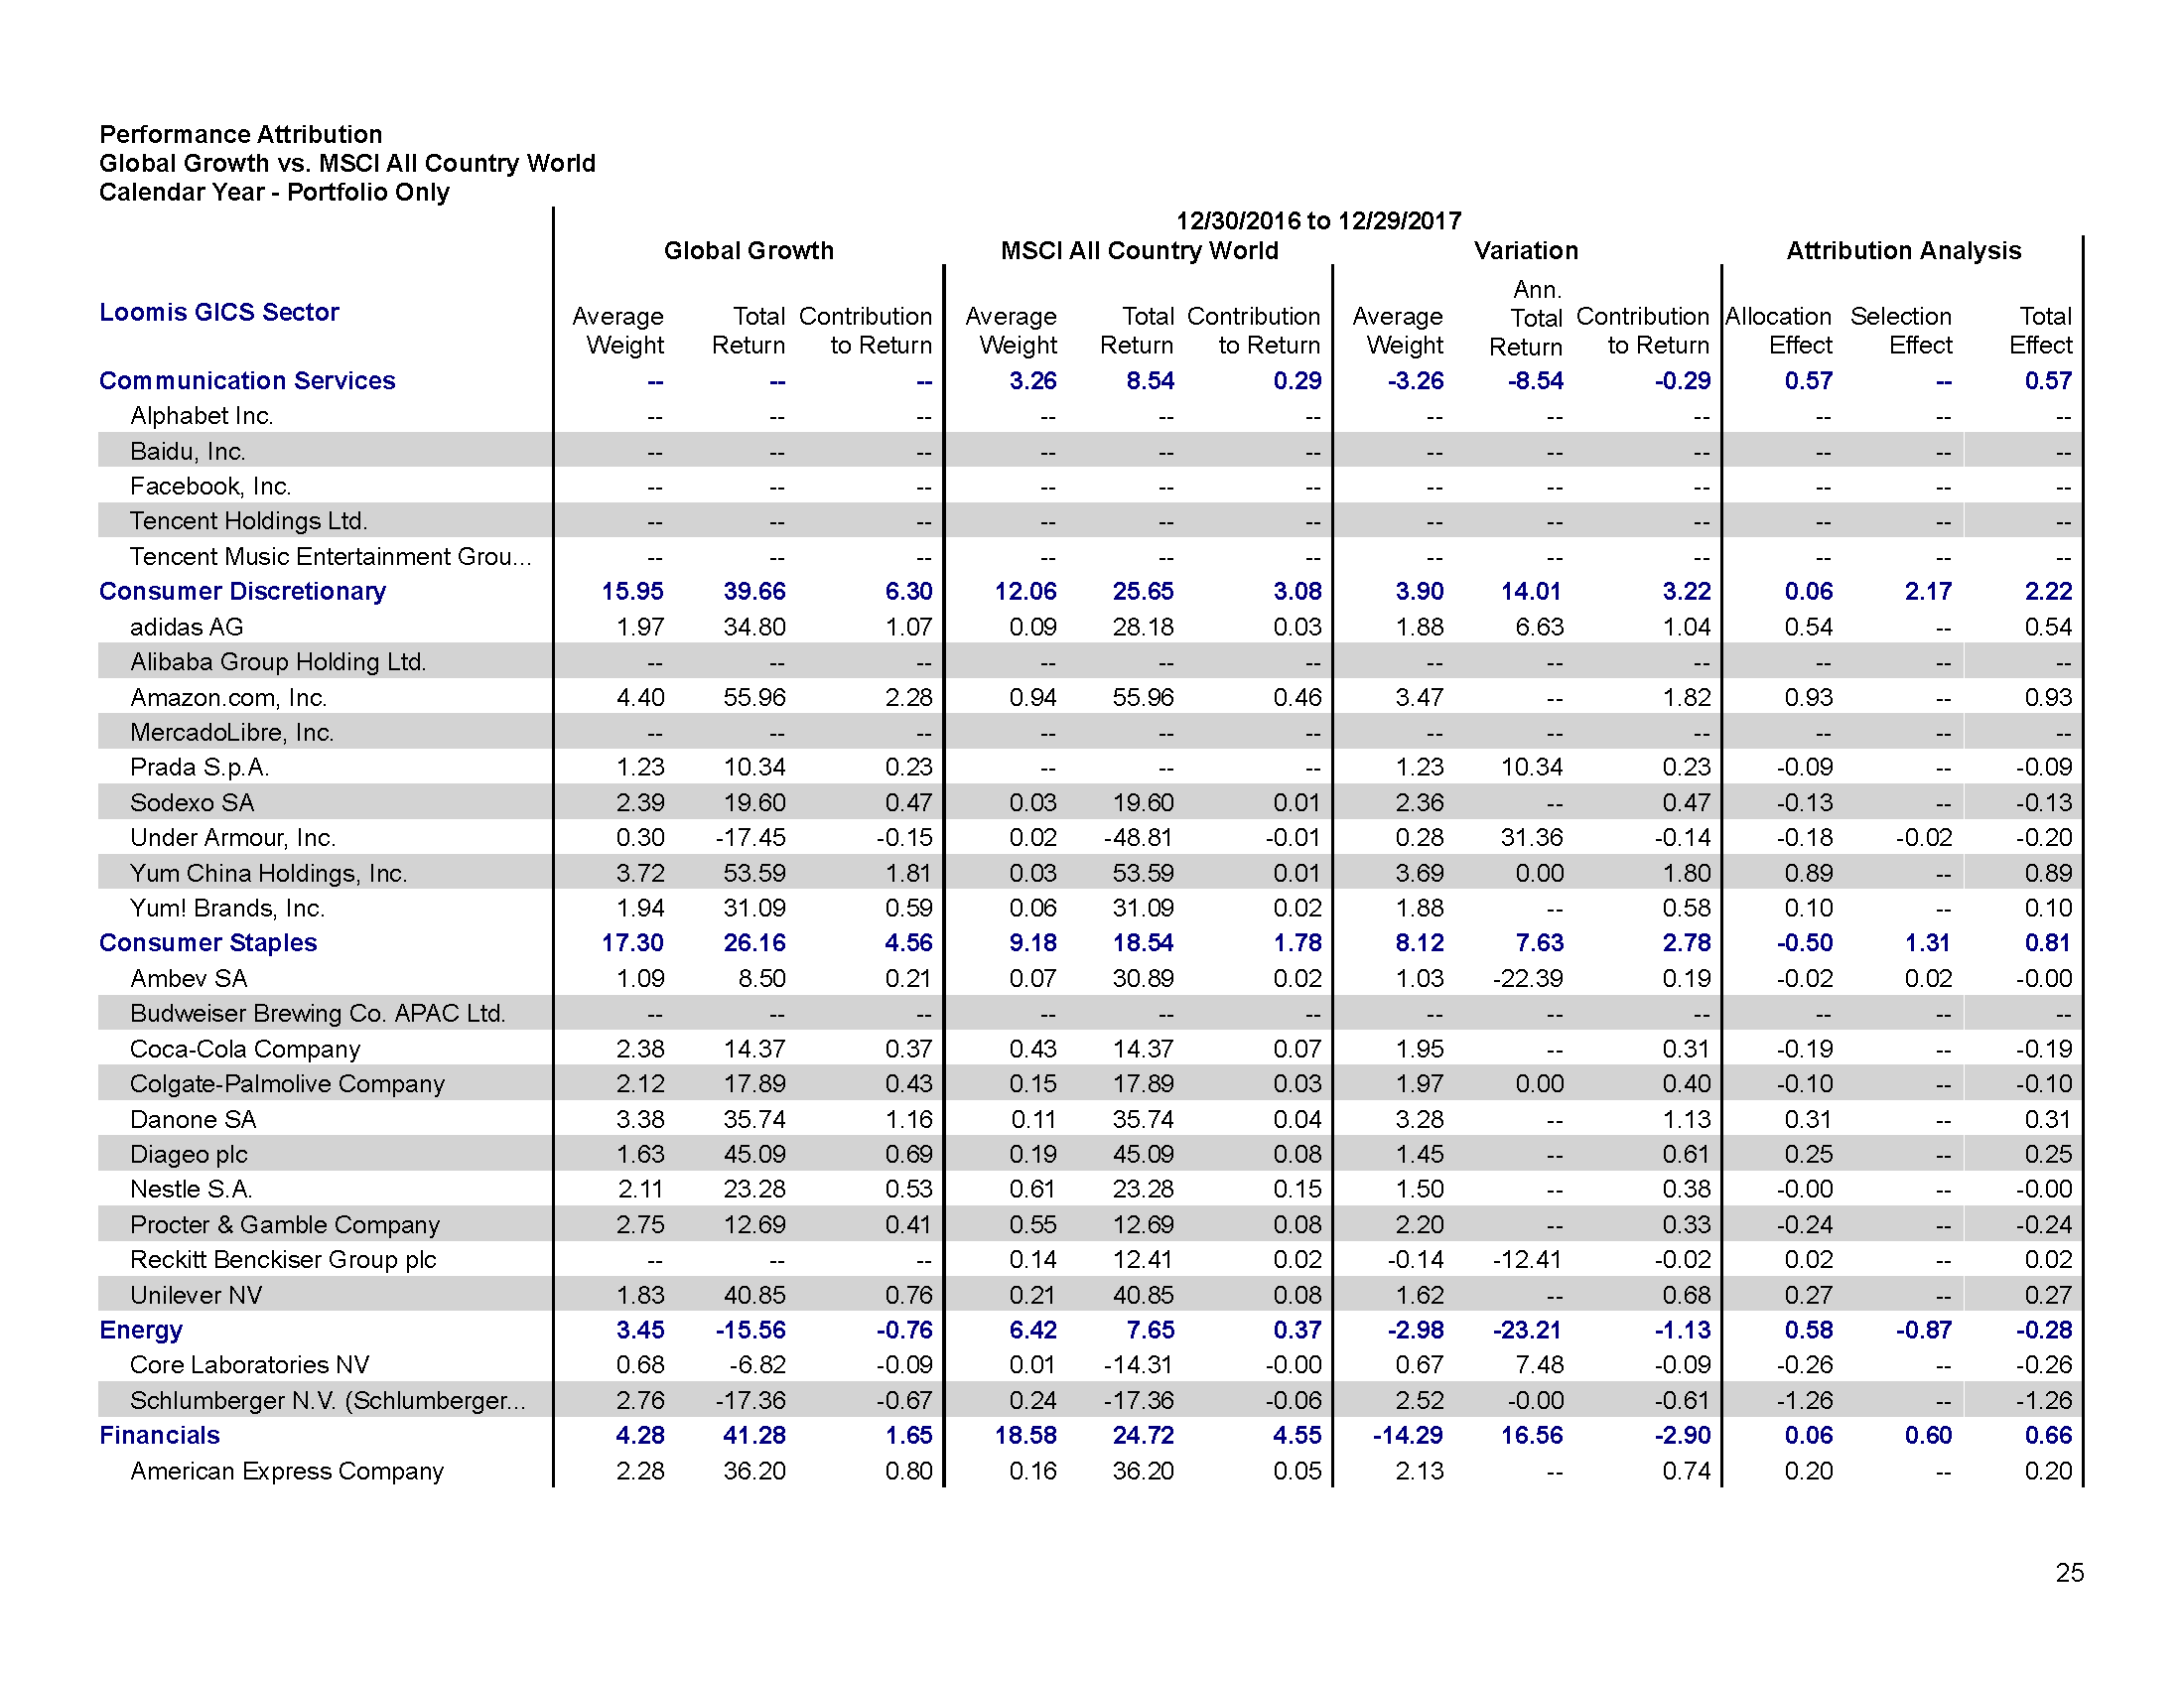 Performance Attribution
Global Growth vs. MSCI All Country World
Calendar Year - Portfolio Only
12/30/2016 to 12/29/2017
Global Growth MSCI All Country World Variation Attribution Analysis
Loomis GICS Sector Average Weight Total Return Contribution to Return Average Weight Total Return Contribution to Return Average Weight Ann. Total Return Contribution to Return Allocation Effect Selection Effect Total Effect
Communication Services -- -- -- 3.26 8.54 0.29 -3.26 -8.54 -0.29 0.57 -- 0.57
Alphabet Inc. -- -- -- -- -- -- -- -- -- -- -- --
Baidu, Inc. -- -- -- -- -- -- -- -- -- -- -- --
Facebook, Inc. -- -- -- -- -- -- -- -- -- -- -- --
Tencent Holdings Ltd. -- -- -- -- -- -- -- -- -- -- -- --
Tencent Music Entertainment Grou... -- -- -- -- -- -- -- -- -- -- -- --
Consumer Discretionary 15.95 39.66 6.30 12.06 25.65 3.08 3.90 14.01 3.22 0.06 2.17 2.22
adidas AG 1.97 34.80 1.07 0.09 28.18 0.03 1.88 6.63 1.04 0.54 -- 0.54
Alibaba Group Holding Ltd. -- -- -- -- -- -- -- -- -- -- -- --
Amazon.com, Inc. 4.40 55.96 2.28 0.94 55.96 0.46 3.47 -- 1.82 0.93 -- 0.93
MercadoLibre, Inc. -- -- -- -- -- -- -- -- -- -- -- --
Prada S.p.A. 1.23 10.34 0.23 -- -- -- 1.23 10.34 0.23 -0.09 -- -0.09
Sodexo SA 2.39 19.60 0.47 0.03 19.60 0.01 2.36 -- 0.47 -0.13 -- -0.13
Under Armour, Inc. 0.30 -17.45 -0.15 0.02 -48.81 -0.01 0.28 31.36 -0.14 -0.18 -0.02 -0.20
Yum China Holdings, Inc. 3.72 53.59 1.81 0.03 53.59 0.01 3.69 0.00 1.80 0.89 -- 0.89
Yum! Brands, Inc. 1.94 31.09 0.59 0.06 31.09 0.02 1.88 -- 0.58 0.10 -- 0.10
Consumer Staples 17.30 26.16 4.56 9.18 18.54 1.78 8.12 7.63 2.78 -0.50 1.31 0.81
Ambev SA 1.09 8.50 0.21 0.07 30.89 0.02 1.03 -22.39 0.19 -0.02 0.02 -0.00
Budweiser Brewing Co. APAC Ltd. -- -- -- -- -- -- -- -- -- -- -- --
Coca-Cola Company 2.38 14.37 0.37 0.43 14.37 0.07 1.95 -- 0.31 -0.19 -- -0.19
Colgate-Palmolive Company 2.12 17.89 0.43 0.15 17.89 0.03 1.97 0.00 0.40 -0.10 -- -0.10
Danone SA 3.38 35.74 1.16 0.11 35.74 0.04 3.28 -- 1.13 0.31 -- 0.31
Diageo plc 1.63 45.09 0.69 0.19 45.09 0.08 1.45 -- 0.61 0.25 -- 0.25
Nestle S.A. 2.11 23.28 0.53 0.61 23.28 0.15 1.50 -- 0.38 -0.00 -- -0.00
Procter & Gamble Company 2.75 12.69 0.41 0.55 12.69 0.08 2.20 -- 0.33 -0.24 -- -0.24
Reckitt Benckiser Group plc -- -- -- 0.14 12.41 0.02 -0.14 -12.41 -0.02 0.02 -- 0.02
Unilever NV 1.83 40.85 0.76 0.21 40.85 0.08 1.62 -- 0.68 0.27 -- 0.27
Energy 3.45 -15.56 -0.76 6.42 7.65 0.37 -2.98 -23.21 -1.13 0.58 -0.87 -0.28
Core Laboratories NV 0.68 -6.82 -0.09 0.01 -14.31 -0.00 0.67 7.48 -0.09 -0.26 -- -0.26
Schlumberger N.V. (Schlumberger... 2.76 -17.36 -0.67 0.24 -17.36 -0.06 2.52 -0.00 -0.61 -1.26 -- -1.26
Financials 4.28 41.28 1.65 18.58 24.72 4.55 -14.29 16.56 -2.90 0.06 0.60 0.66
American Express Company 2.28 36.20 0.80 0.16 36.20 0.05 2.13 -- 0.74 0.20 -- 0.20
25